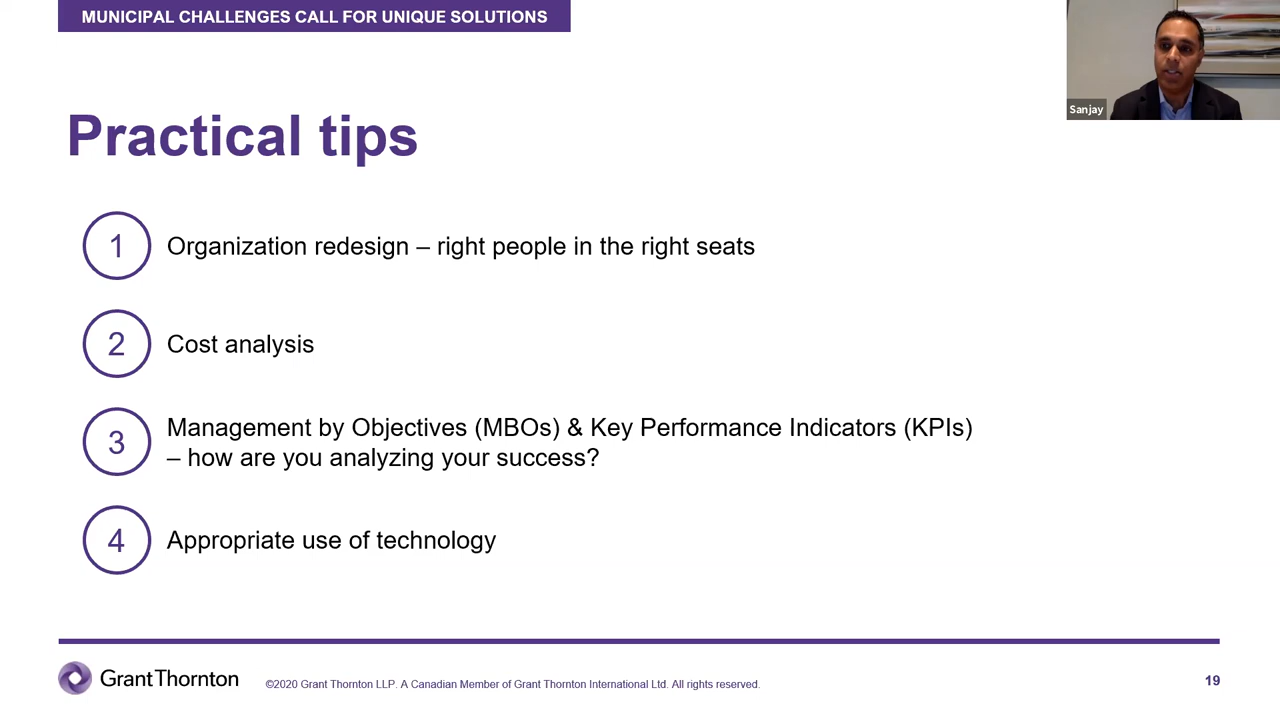 MUNICIPAL CHALLENGES CALL FOR UNIQUE SOLUTIONS
Sanjay
Practical tips
1 Organization redesign – right people in the right seats
2 Cost analysis
3 Management by Objectives (MBOs) & Key Performance Indicators (KPIs)
– how are you analyzing your success?
4 Appropriate use of technology
Grant Thornton ©2020 Grant Thornton LLP. A Canadian Member of Grant Thornton International Ltd. All rights reserved. 19